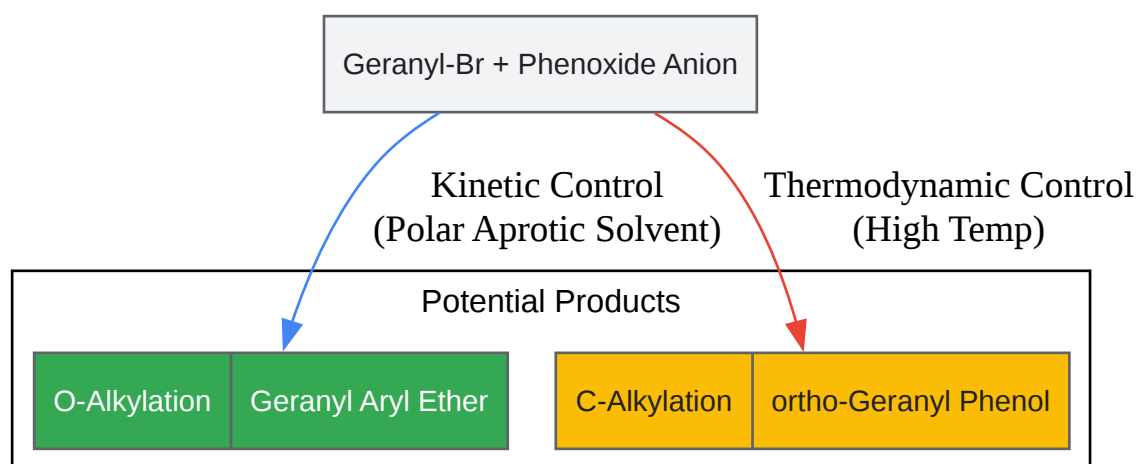 Geranyl-Br + Phenoxide Anion
Kinetic Control
(Polar Aprotic Solvent)
Thermodynamic Control
(High Temp)
Potential Products
O-Alkylation
Geranyl Aryl Ether
C-Alkylation
ortho-Geranyl Phenol